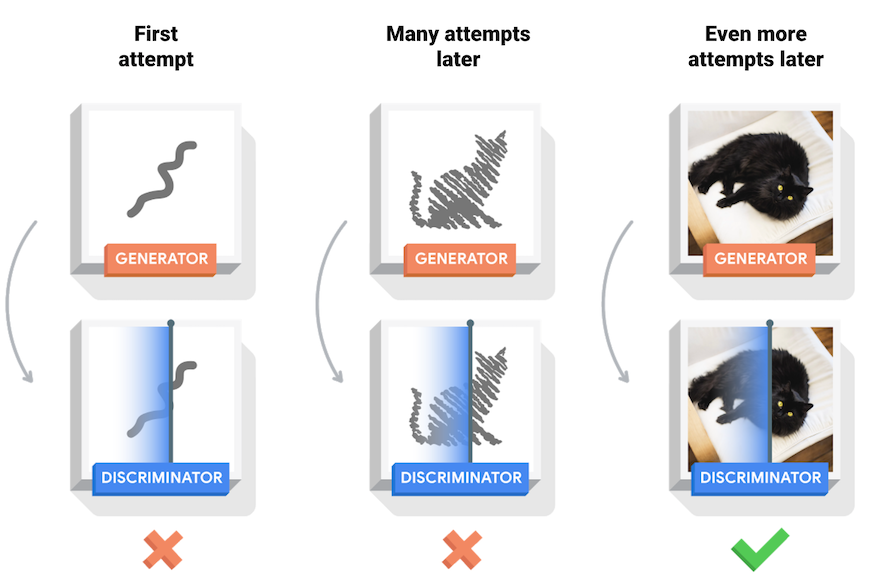 First
attempt
Many attempts
later
Even more
attempts later
GENERATOR
GENERATOR
GENERATOR
DISCRIMINATOR
DISCRIMINATOR
DISCRIMINATOR